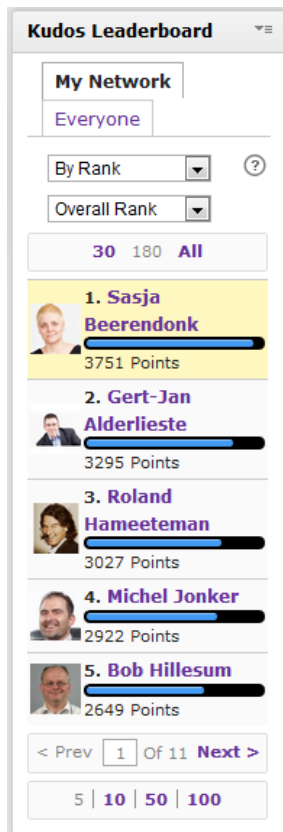 Kudos Leaderboard
My Network
Everyone
By Rank
?
Overall Rank
30 180 All
1. Sasja
Beerendonk
3751 Points
2. Gert-Jan
Alderlieste
3295 Points
3. Roland
Hameeteman
3027 Points
4. Michel Jonker
2922 Points
5. Bob Hillesum
2649 Points
< Prev 1 Of 11 Next >
5 | 10 | 50 | 100